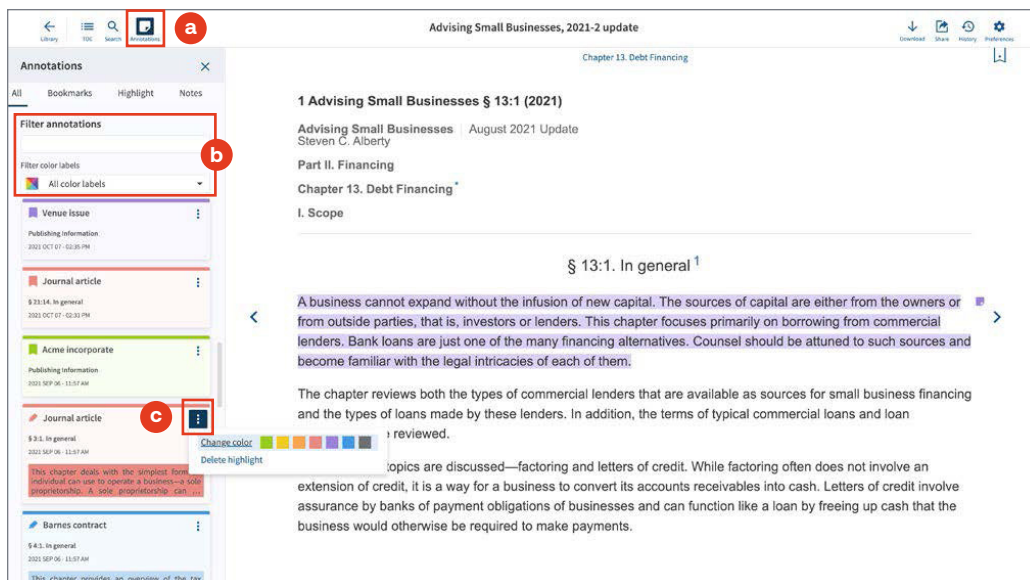 Library
TOC
Search
Annotations
a
Advising Small Businesses, 2021-2 update
Download
Share
History
Preferences
Annotations
All
Bookmarks
Highlight
Notes
Filter annotations
b
Filter color labels
All color labels
Venue issue
Publishing Information
2021 OCT 07 - 02:35 PM
Journal article
§ 21:14. In general
2021 OCT 07 - 02:33 PM
Acme incorporate
Publishing Information
2021 SEP 06 - 11:57 AM
c
Journal article
§ 3:1. In general
2021 SEP 06 - 11:57 AM
This chapter deals with the simplest form
individual can use to operate a business—a sole
proprietorship. A sole proprietorship can ...
Change color
Delete highlight
Barnes contract
§ 4:1. In general
2021 SEP 06 - 11:57 AM
This chapter provides an overview of the tax
Chapter 13. Debt Financing
1 Advising Small Businesses § 13:1 (2021)
Advising Small Businesses | August 2021 Update
Steven C. Alberty
Part II. Financing
Chapter 13. Debt Financing*
I. Scope
§ 13:1. In general 1
A business cannot expand without the infusion of new capital. The sources of capital are either from the owners or
from outside parties, that is, investors or lenders. This chapter focuses primarily on borrowing from commercial
lenders. Bank loans are just one of the many financing alternatives. Counsel should be attuned to such sources and
become familiar with the legal intricacies of each of them.
The chapter reviews both the types of commercial lenders that are available as sources for small business financing
and the types of loans made by these lenders. In addition, the terms of typical commercial loans and loan
reviewed.
topics are discussed—factoring and letters of credit. While factoring often does not involve an
extension of credit, it is a way for a business to convert its accounts receivables into cash. Letters of credit involve
assurance by banks of payment obligations of businesses and can function like a loan by freeing up cash that the
business would otherwise be required to make payments.